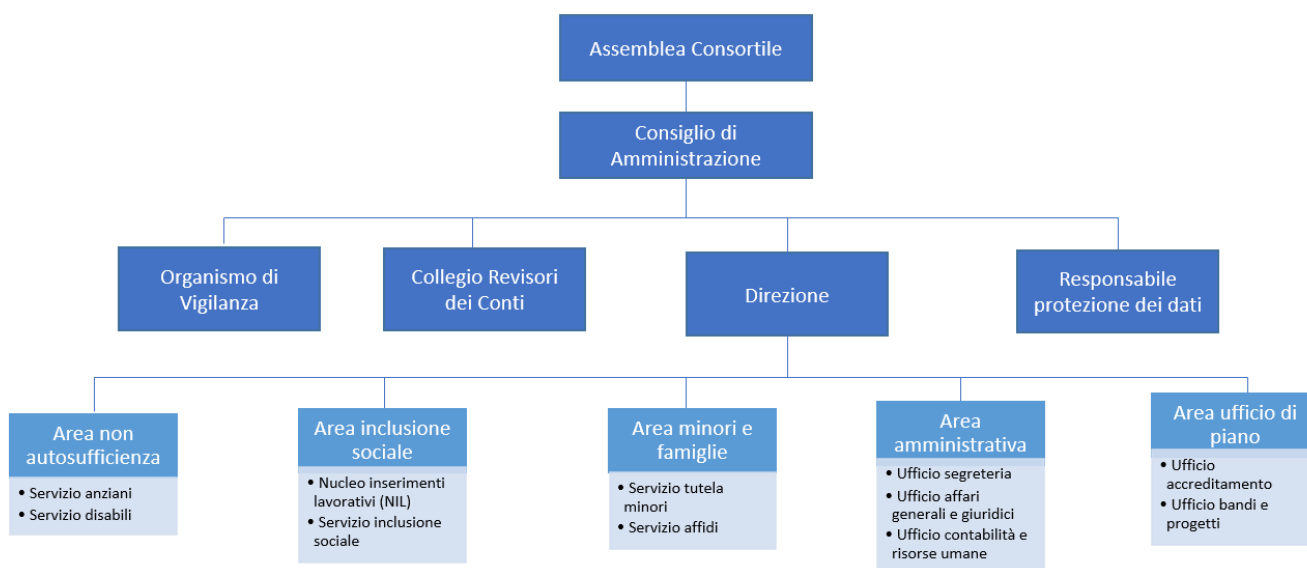 Assemblea Consortile
Consiglio di
Amministrazione
Organismo di
Vigilanza
Collegio Revisori
dei Conti
Direzione
Responsabile
protezione dei dati
Area non
autosufficienza
• Servizio anziani
• Servizio disabili
Area inclusione
sociale
• Nucleo inserimenti
lavorativi (NIL)
• Servizio inclusione
sociale
Area minori e
famiglie
• Servizio tutela
minori
• Servizio affidi
Area
amministrativa
• Ufficio segreteria
• Ufficio affari
generali e giuridici
• Ufficio contabilità e
risorse umane
Area ufficio di
piano
• Ufficio
accreditamento
• Ufficio bandi e
progetti